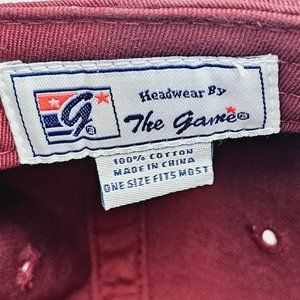 G
Headwear By
The Game®
100% COTTON
MADE IN CHINA
ONE SIZE FITS MOST